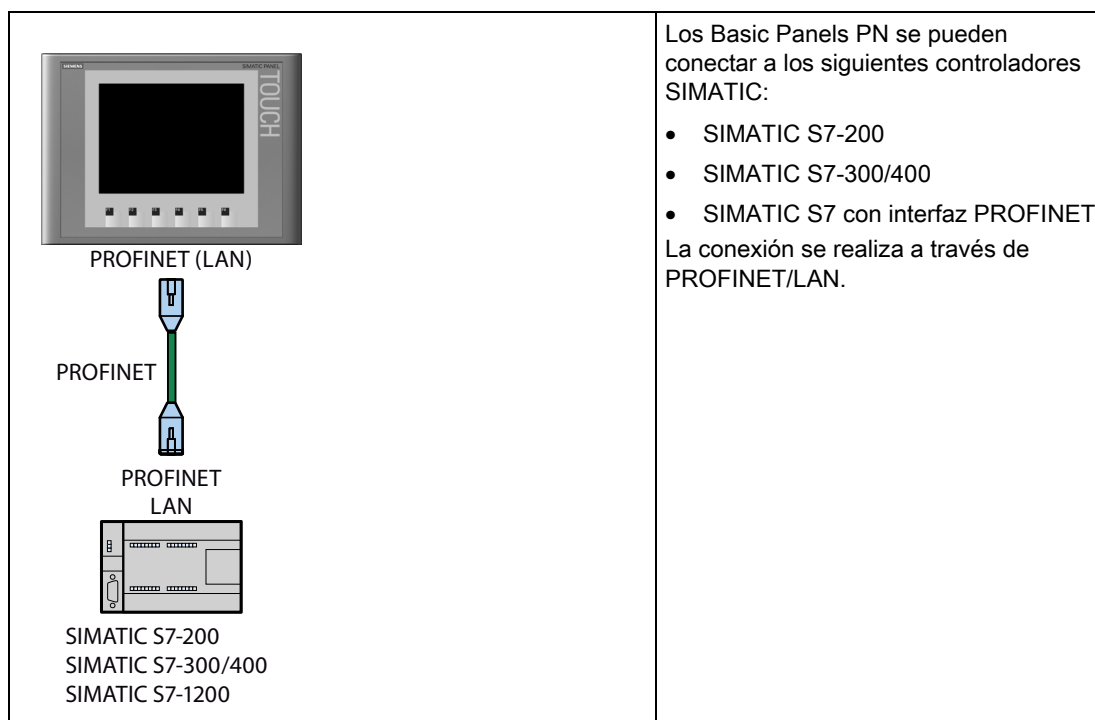 SIEMENS
SIMATIC PANEL
TOUCH
PROFINET (LAN)
PROFINET
PROFINET
LAN
SIMATIC S7-200
SIMATIC S7-300/400
SIMATIC S7-1200
Los Basic Panels PN se pueden
conectar a los siguientes controladores
SIMATIC:
• SIMATIC S7-200
• SIMATIC S7-300/400
• SIMATIC S7 con interfaz PROFINET
La conexión se realiza a través de
PROFINET/LAN.